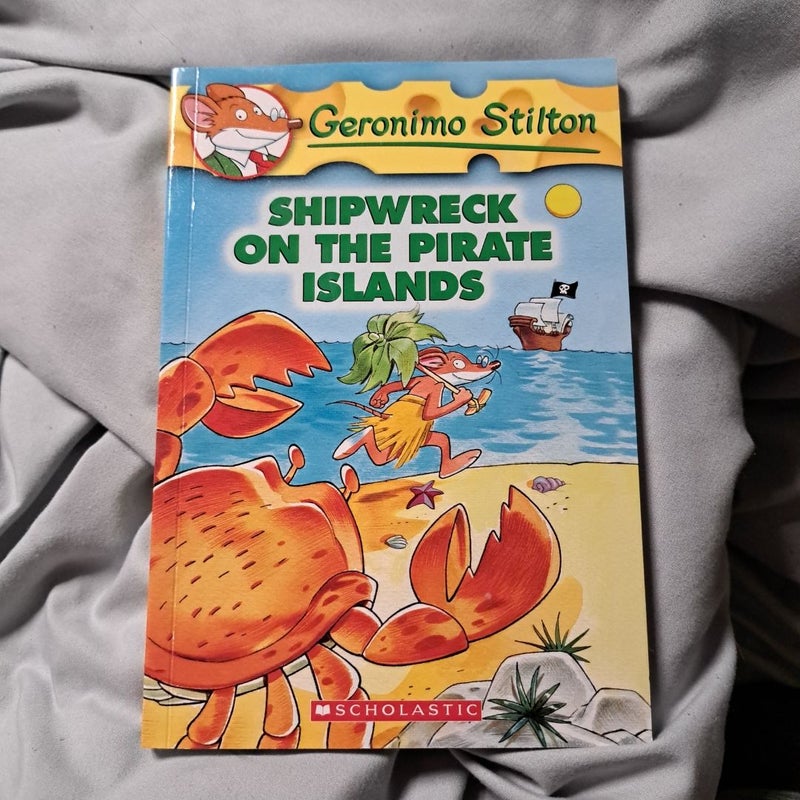 Geronimo Stilton
SHIPWRECK
ON THE PIRATE
ISLANDS
SCHOLASTIC